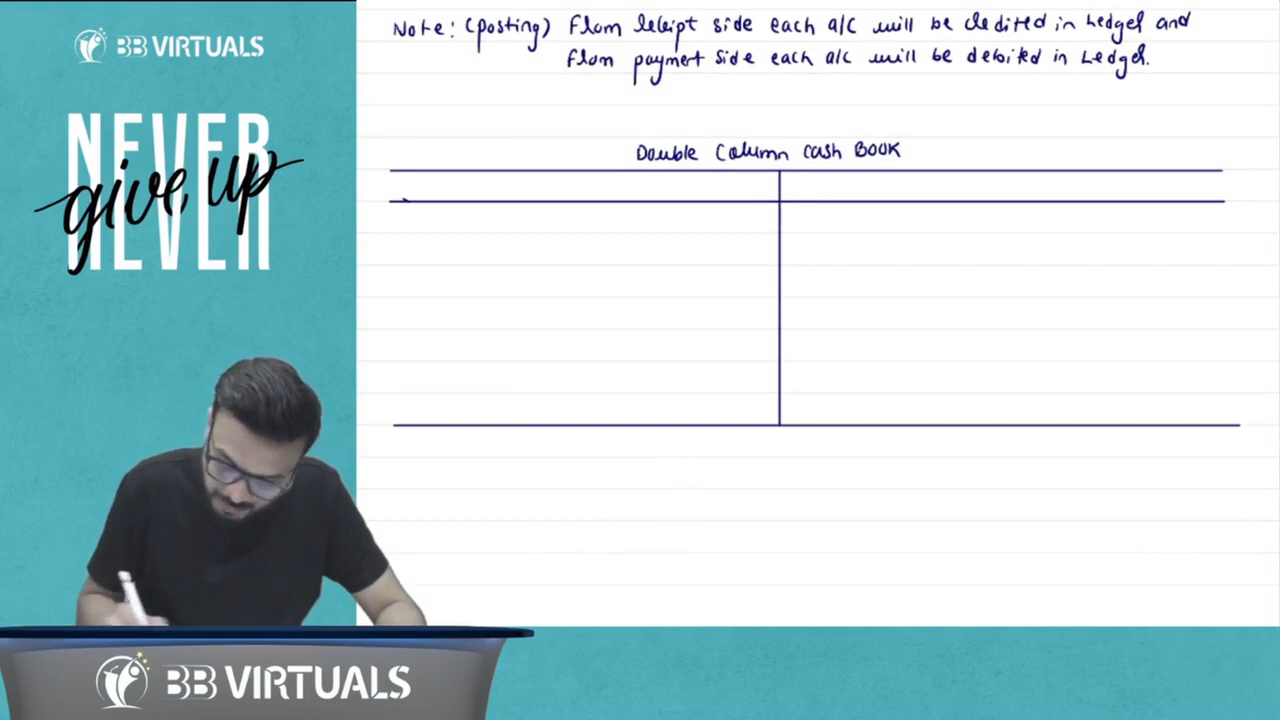 BB VIRTUALS
NEVER
give up
NEVER
Note: (posting) From receipt side each a/c will be credited in Ledger and
From payment side each a/c will be debited in Ledger.
Double Column Cash BOOK
BB VIRTUALS